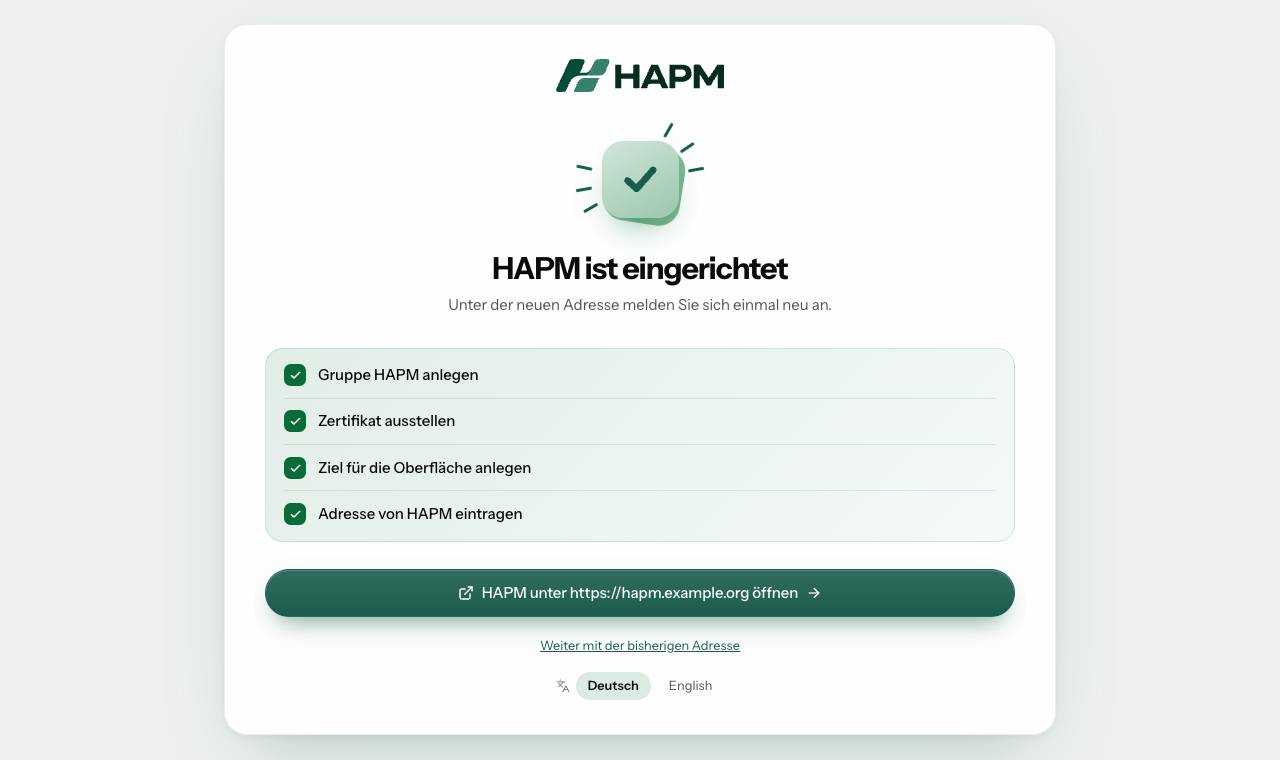 HAPM
HAPM ist eingerichtet
Unter der neuen Adresse melden Sie sich einmal neu an.
Gruppe HAPM anlegen
Zertifikat ausstellen
Ziel für die Oberfläche anlegen
Adresse von HAPM eintragen
HAPM unter https://hapm.example.org öffnen
Weiter mit der bisherigen Adresse
Deutsch English